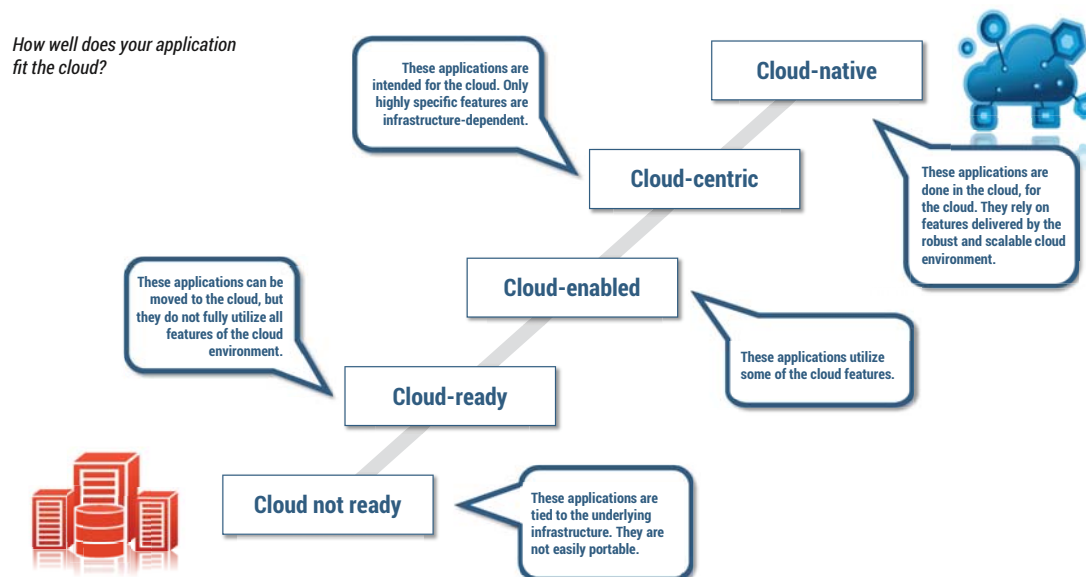 How well does your application
fit the cloud?
Cloud-native
These applications are
intended for the cloud. Only
highly specific features are
infrastructure-dependent.
Cloud-centric
These applications are
done in the cloud, for
the cloud. They rely on
features delivered by the
robust and scalable cloud
environment.
Cloud-enabled
These applications can be
moved to the cloud, but
they do not fully utilize all
features of the cloud
environment.
These applications utilize
some of the cloud features.
Cloud-ready
Cloud not ready
These applications are
tied to the underlying
infrastructure. They are
not easily portable.